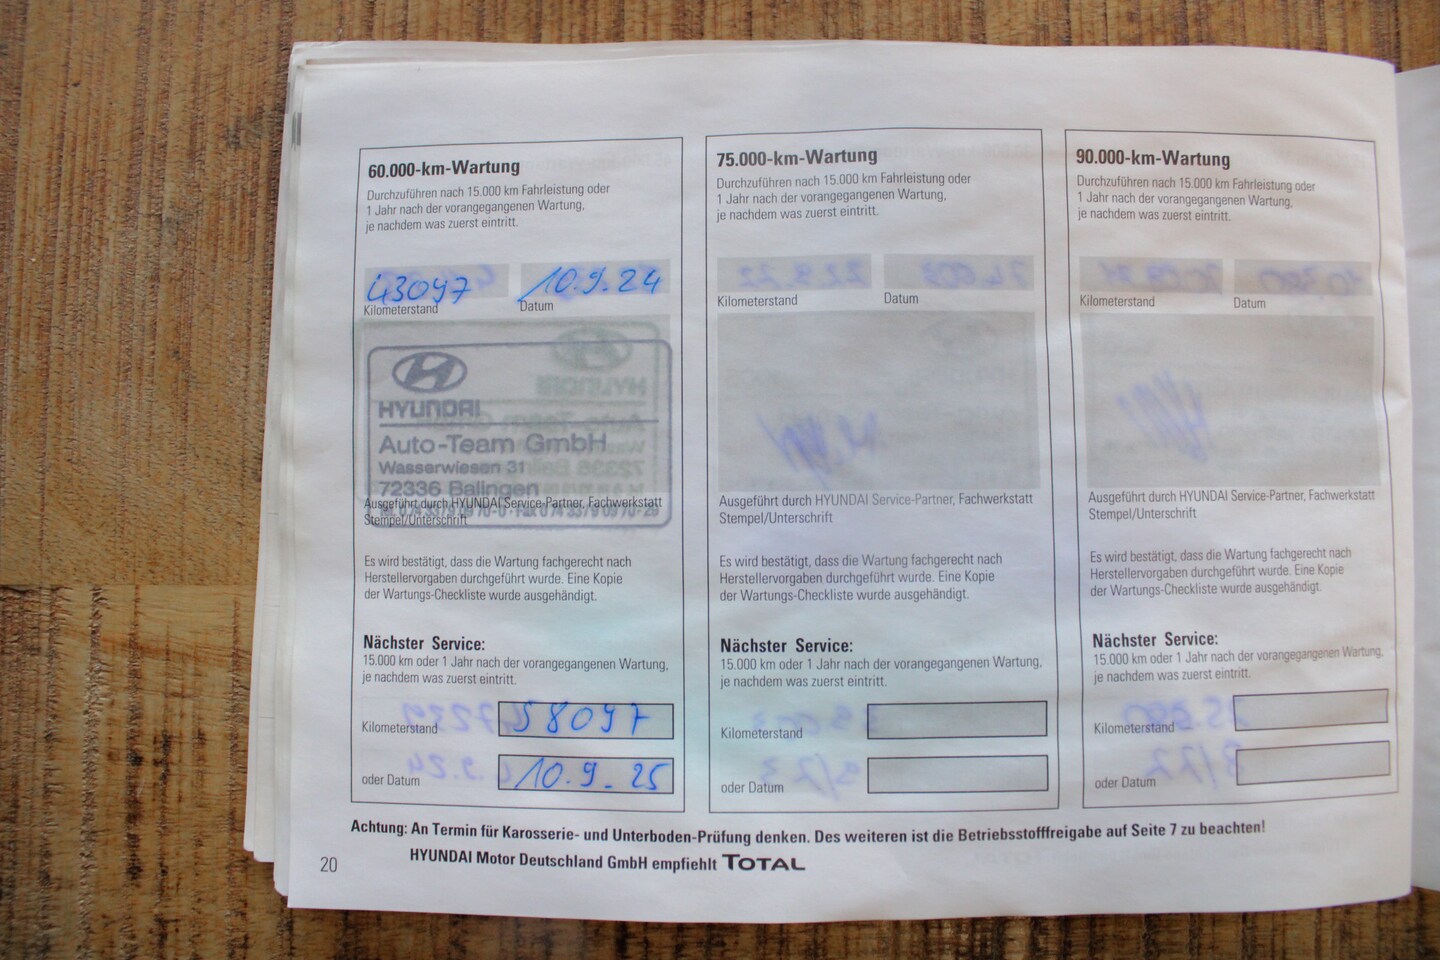 60.000-km-Wartung
Durchzuführen nach 15.000 km Fahrleistung oder
1 Jahr nach der vorangegangenen Wartung,
je nachdem was zuerst eintritt.
43097 10.9.24
Kilometerstand Datum
HYUNDAI
Auto-Team GmbH
Wasserwiesen 31
72336 Balingen
Ausgeführt durch HYUNDAI Service-Partner, Fachwerkstatt
Stempel/Unterschrift
Es wird bestätigt, dass die Wartung fachgerecht nach
Herstellervorgaben durchgeführt wurde. Eine Kopie
der Wartungs-Checkliste wurde ausgehändigt.
Nächster Service:
15.000 km oder 1 Jahr nach der vorangegangenen Wartung,
je nachdem was zuerst eintritt.
Kilometerstand 58097
oder Datum 10.9.25
75.000-km-Wartung
Durchzuführen nach 15.000 km Fahrleistung oder
1 Jahr nach der vorangegangenen Wartung,
je nachdem was zuerst eintritt.
Kilometerstand Datum
Ausgeführt durch HYUNDAI Service-Partner, Fachwerkstatt
Stempel/Unterschrift
Es wird bestätigt, dass die Wartung fachgerecht nach
Herstellervorgaben durchgeführt wurde. Eine Kopie
der Wartungs-Checkliste wurde ausgehändigt.
Nächster Service:
15.000 km oder 1 Jahr nach der vorangegangenen Wartung,
je nachdem was zuerst eintritt.
Kilometerstand
oder Datum
90.000-km-Wartung
Durchzuführen nach 15.000 km Fahrleistung oder
1 Jahr nach der vorangegangenen Wartung,
je nachdem was zuerst eintritt.
Kilometerstand Datum
Ausgeführt durch HYUNDAI Service-Partner, Fachwerkstatt
Stempel/Unterschrift
Es wird bestätigt, dass die Wartung fachgerecht nach
Herstellervorgaben durchgeführt wurde. Eine Kopie
der Wartungs-Checkliste wurde ausgehändigt.
Nächster Service:
15.000 km oder 1 Jahr nach der vorangegangenen Wartung,
je nachdem was zuerst eintritt.
Kilometerstand
oder Datum
Achtung: An Termin für Karosserie- und Unterboden-Prüfung denken. Des weiteren ist die Betriebsstofffreigabe auf Seite 7 zu beachten!
20 HYUNDAI Motor Deutschland GmbH empfiehlt TOTAL